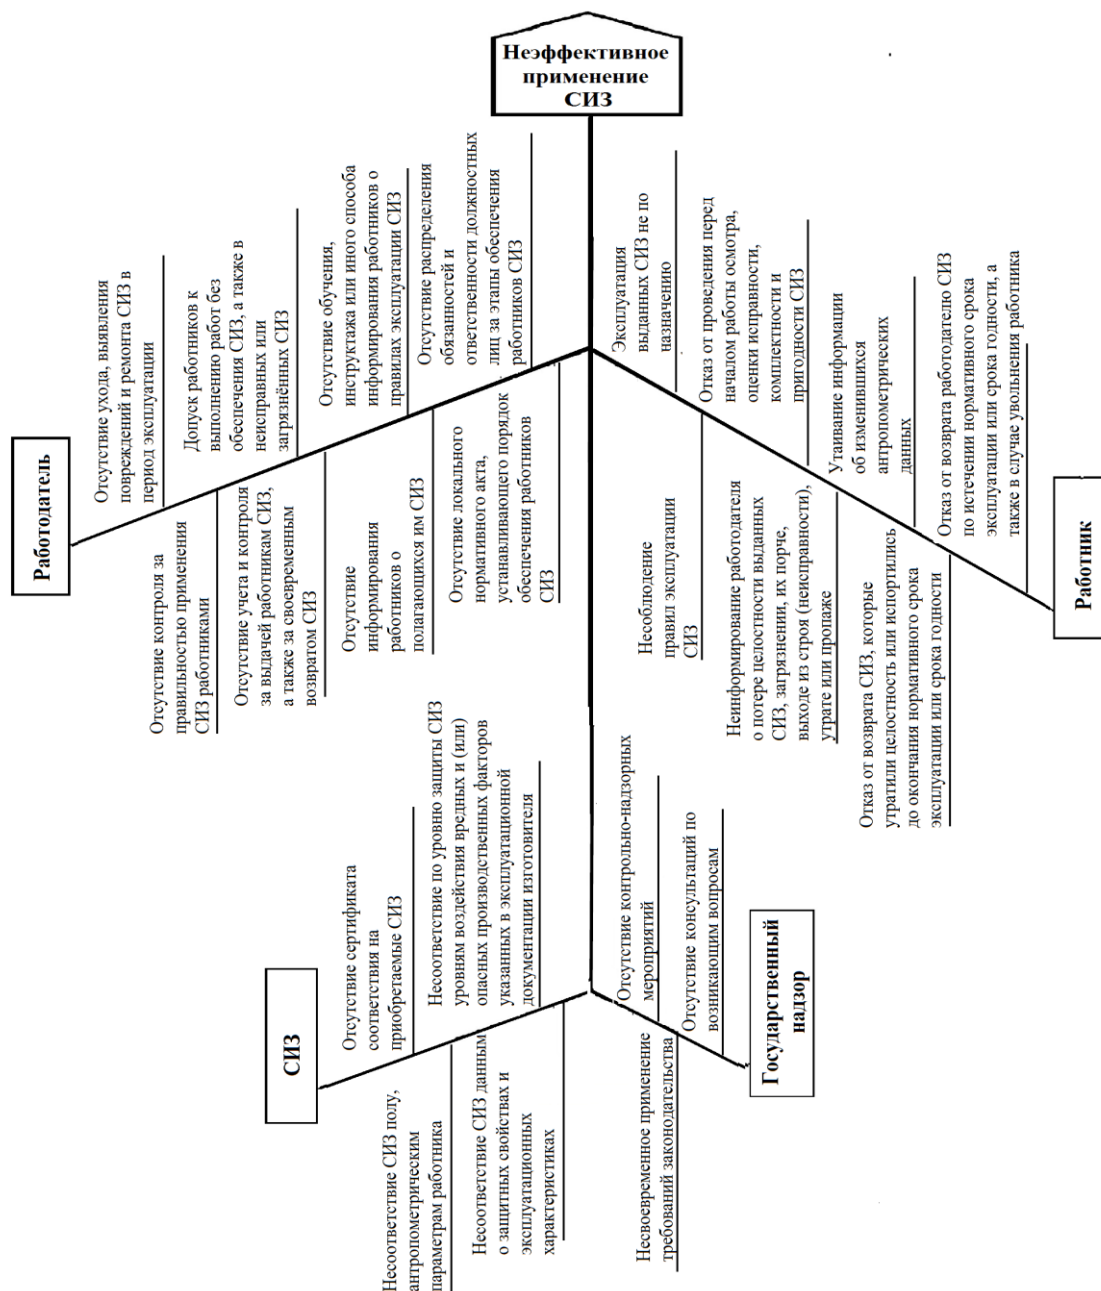 Неэффективное
применение
СИЗ
Работодатель
Отсутствие ухода, выявления
повреждений и ремонта СИЗ в
период эксплуатации
Допуск работников к
выполнению работ без
обеспечения СИЗ, а также в
неисправных или
загрязнённых СИЗ
Отсутствие обучения,
инструктажа или иного способа
информирования работников о
правилах эксплуатации СИЗ
Отсутствие распределения
обязанностей и
ответственности должностных
лиц за этапы обеспечения
работников СИЗ
Отсутствие контроля за
правильностью применения
СИЗ работниками
Отсутствие учета и контроля
за выдачей работникам СИЗ,
а также за своевременным
возвратом СИЗ
Отсутствие
информирования
работников о
полагающихся им СИЗ
Отсутствие локального
нормативного акта,
устанавливающего порядок
обеспечения работников
СИЗ
Эксплуатация
выданных СИЗ не по
назначению
Отказ от проведения перед
началом работы осмотра,
оценки исправности,
комплектности и
пригодности СИЗ
Утаивание информации
об изменившихся
антропометрических
данных
Отказ от возврата работодателю СИЗ
по истечении нормативного срока
эксплуатации или срока годности, а
также в случае увольнения работника
Несоблюдение
правил эксплуатации
СИЗ
Неинформирование работодателя
о потере целостности выданных
СИЗ, загрязнении, их порче,
выходе из строя (неисправности),
утрате или пропаже
Отказ от возврата СИЗ, которые
утратили целостность или испортились
до окончания нормативного срока
эксплуатации или срока годности
Работник
СИЗ
Отсутствие сертификата
соответствия на
приобретаемые СИЗ
Несоответствие по уровню защиты СИЗ
уровням воздействия вредных и (или)
опасных производственных факторов
указанных в эксплуатационной
документации изготовителя
Несоответствие СИЗ полу,
антропометрическим
параметрам работника
Несоответствие СИЗ данным
о защитных свойствах и
эксплуатационных
характеристиках
Отсутствие контрольно-надзорных
мероприятий
Отсутствие консультаций по
возникающим вопросам
Несвоевременное применение
требований законодательства
Государственный
надзор